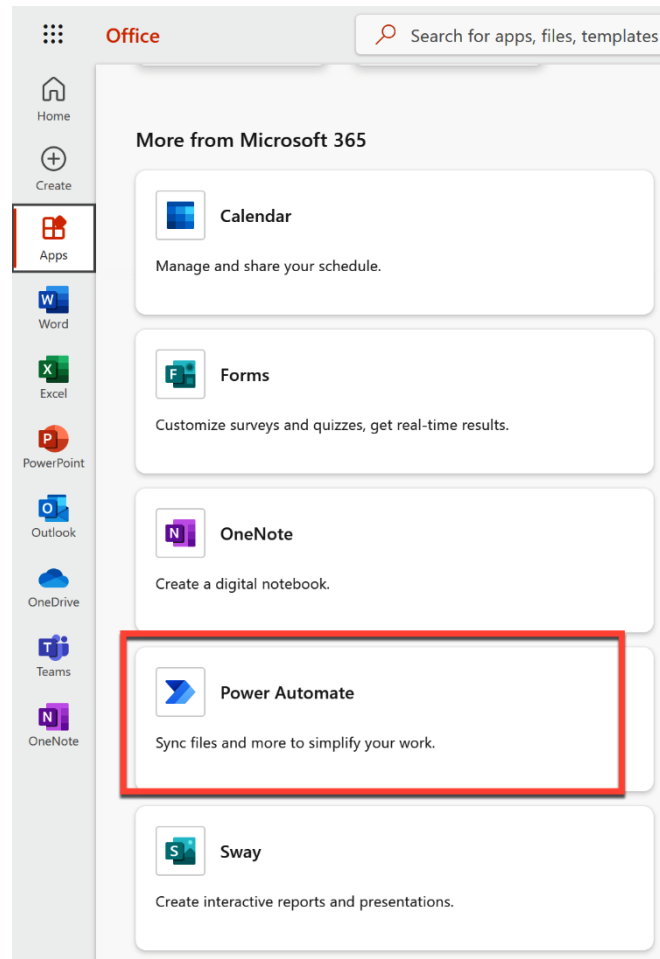 Office
Search for apps, files, templates
Home
Create
Apps
Word
Excel
PowerPoint
Outlook
OneDrive
Teams
OneNote
More from Microsoft 365
Calendar
Manage and share your schedule.
Forms
Customize surveys and quizzes, get real-time results.
OneNote
Create a digital notebook.
Power Automate
Sync files and more to simplify your work.
Sway
Create interactive reports and presentations.